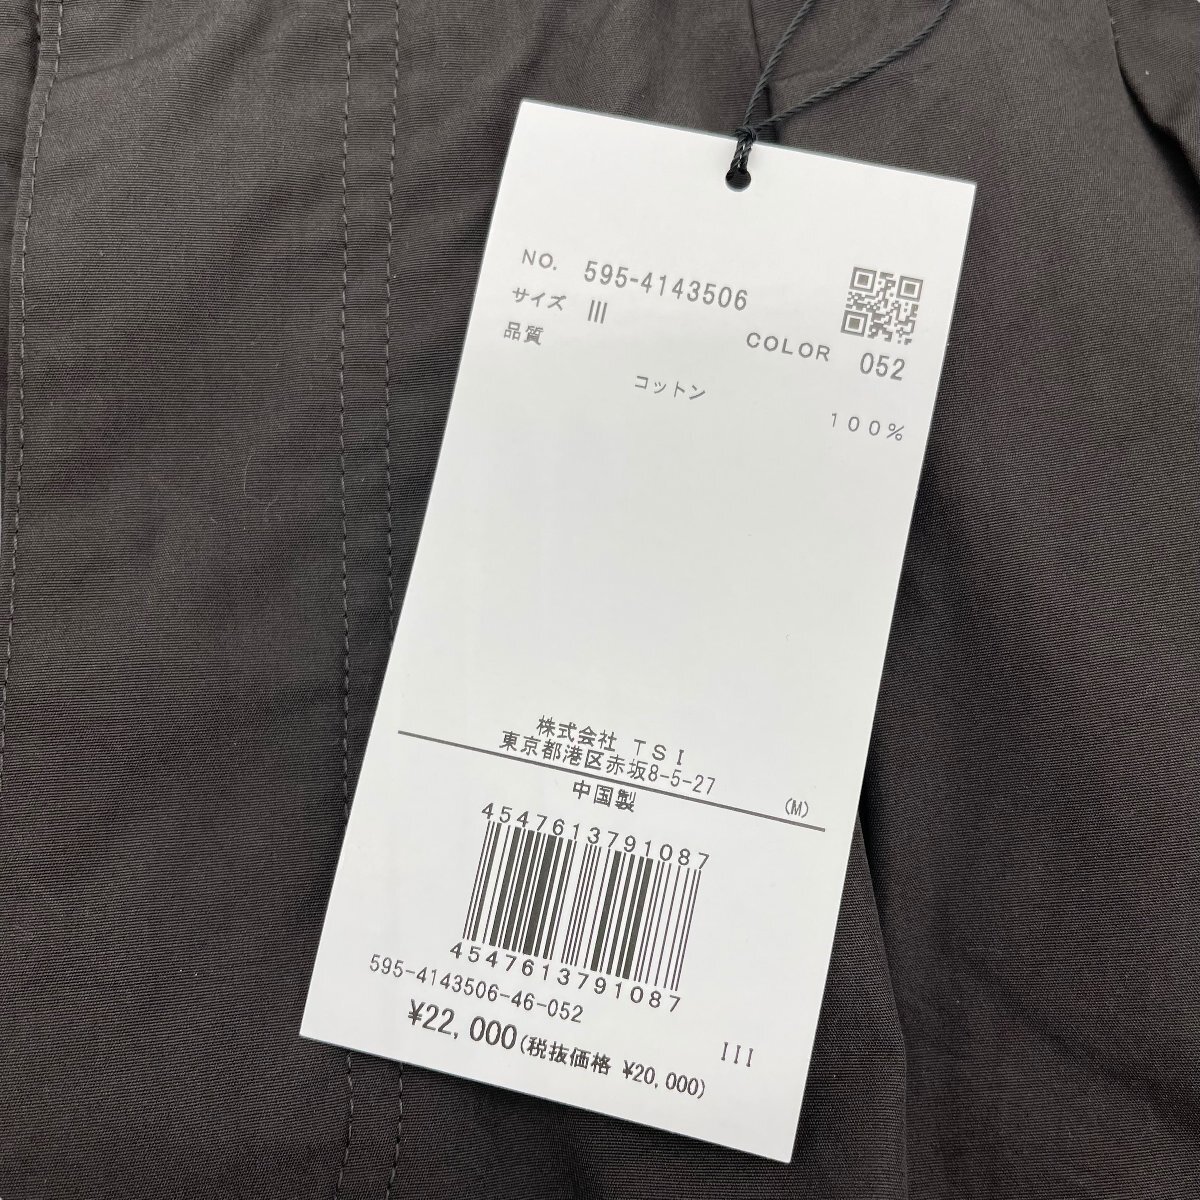 NO. 595-4143506
サイズ III
品質
COLOR 052
コットン 100%
株式会社 TSI
東京都港区赤坂8-5-27
(M)
中国製
4547613791087
4547613791087
595-4143506-46-052
¥22,000(税抜価格 ¥20,000)
III